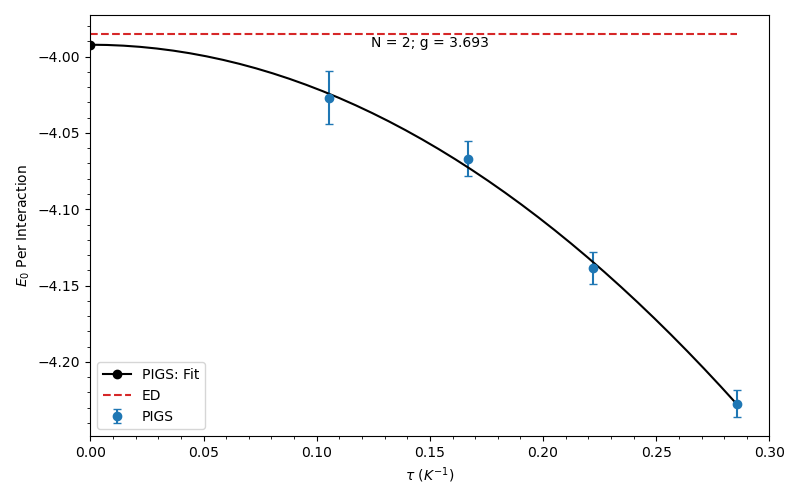 N = 2; g = 3.693
−4.00
−4.05
−4.10
−4.15
−4.20
E₀ Per Interaction
PIGS: Fit
ED
PIGS
0.00 0.05 0.10 0.15 0.20 0.25 0.30
τ (K⁻¹)